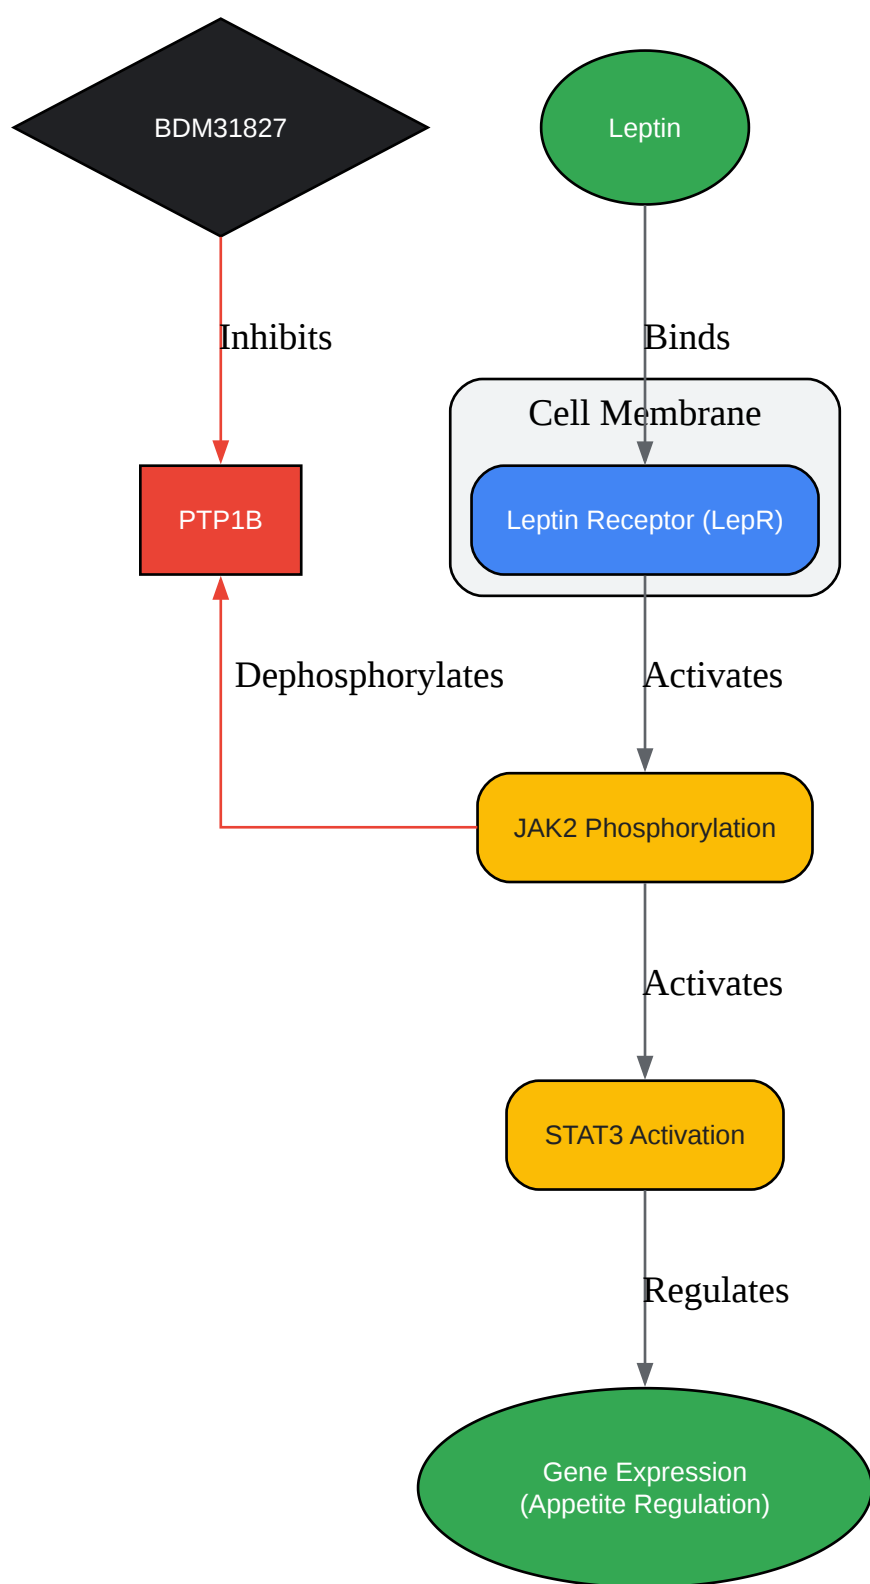 BDM31827
Leptin
Inhibits
Binds
Cell Membrane
PTP1B
Leptin Receptor (LepR)
Dephosphorylates
Activates
JAK2 Phosphorylation
Activates
STAT3 Activation
Regulates
Gene Expression
(Appetite Regulation)